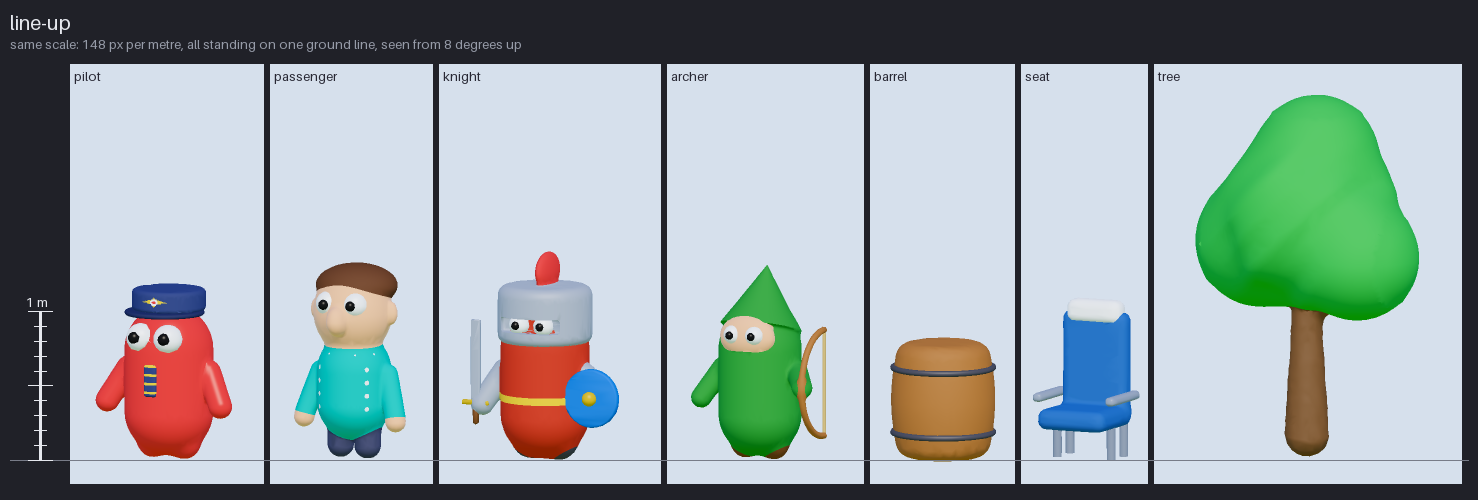 line-up
same scale: 148 px per metre, all standing on one ground line, seen from 8 degrees up
pilot
passenger
knight
archer
barrel
seat
tree
1 m